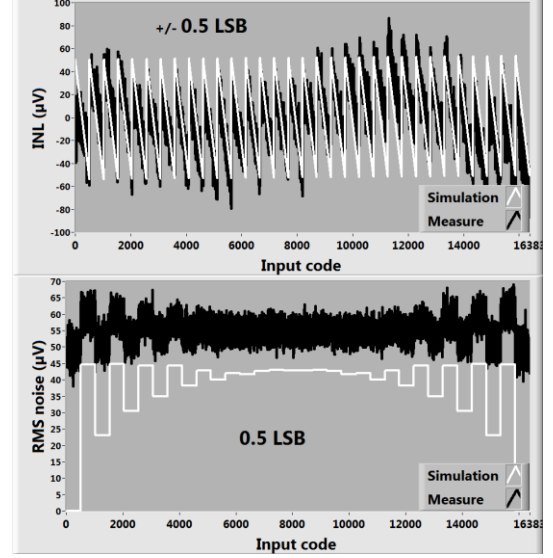 100
+/- 0.5 LSB
80
60
40
20
0
-20
-40
-60
-80
-100
INL (µV)
Simulation
Measure
0 2000 4000 6000 8000 10000 12000 14000 16383
Input code
70
65
60
55
50
45
40
35
30
25
20
15
10
5
0
RMS noise (µV)
0.5 LSB
Simulation
Measure
0 2000 4000 6000 8000 10000 12000 14000 16383
Input code